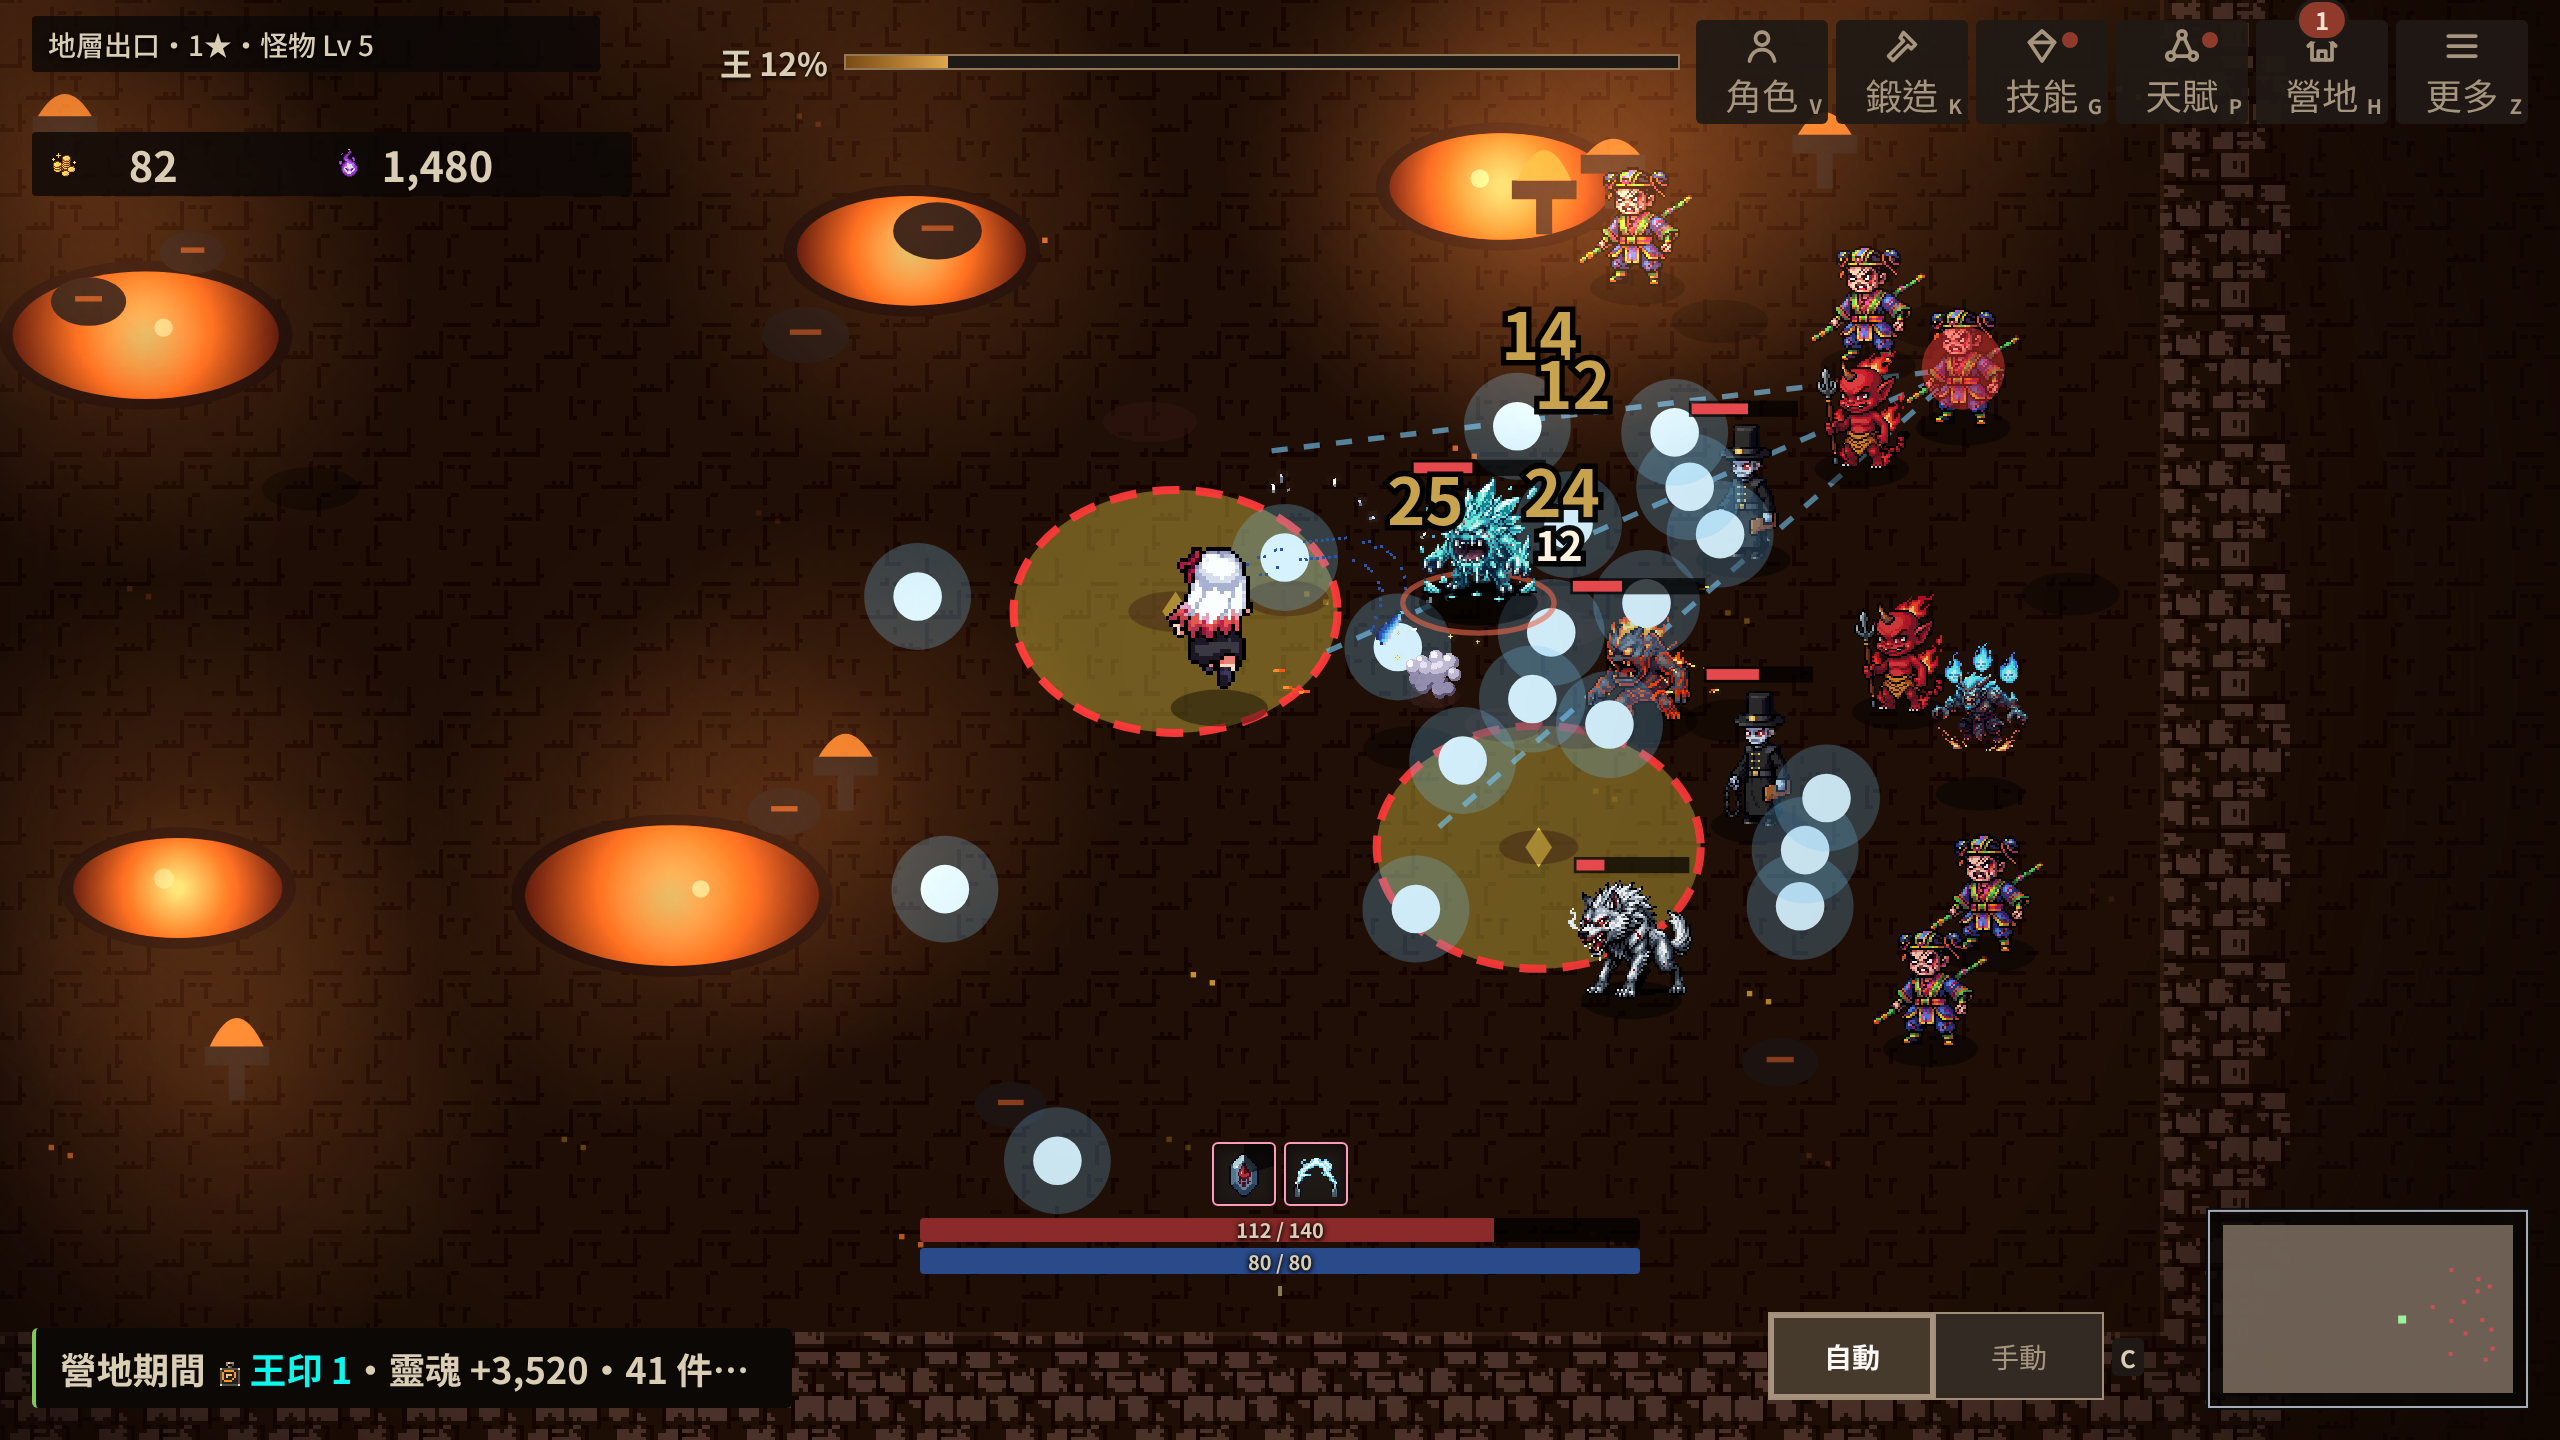 地層出口・1★・怪物 Lv 5
王 12%
角色 V
鍛造 K
技能 G
天賦 P
1
營地 H
更多 Z
82
1,480
14
12
25
24
12
112 / 140
80 / 80
營地期間 王印 1・靈魂 +3,520・41 件…
自動
手動
C